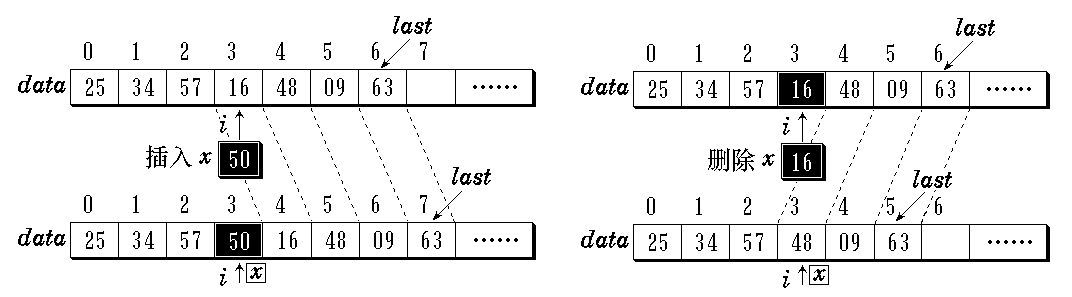 last
0 1 2 3 4 5 6 7
data 25 34 57 16 48 09 63 ······
i
插入 x 50
last
0 1 2 3 4 5 6 7
data 25 34 57 50 16 48 09 63 ······
i x
last
0 1 2 3 4 5 6
data 25 34 57 16 48 09 63 ······
i
删除 x 16
last
0 1 2 3 4 5 6
data 25 34 57 48 09 63 ······
i x